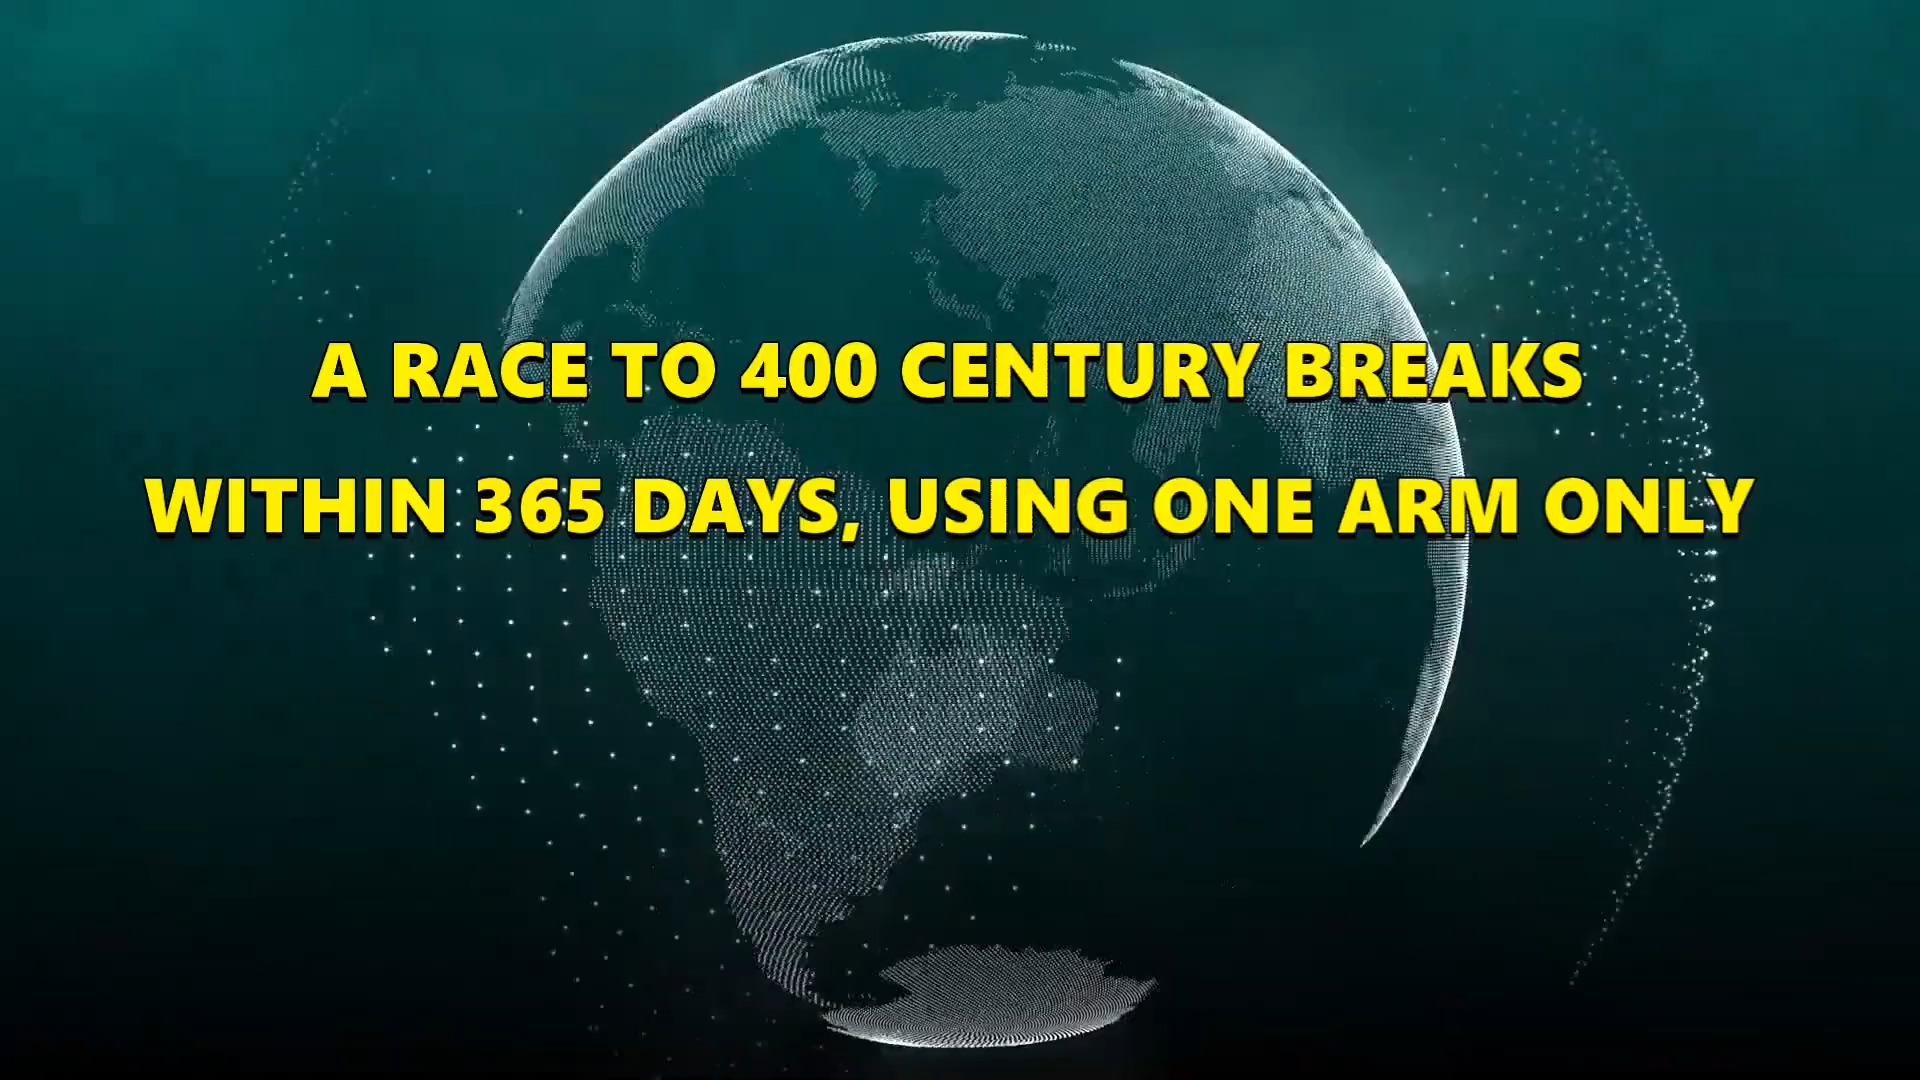 A RACE TO 400 CENTURY BREAKS
WITHIN 365 DAYS, USING ONE ARM ONLY